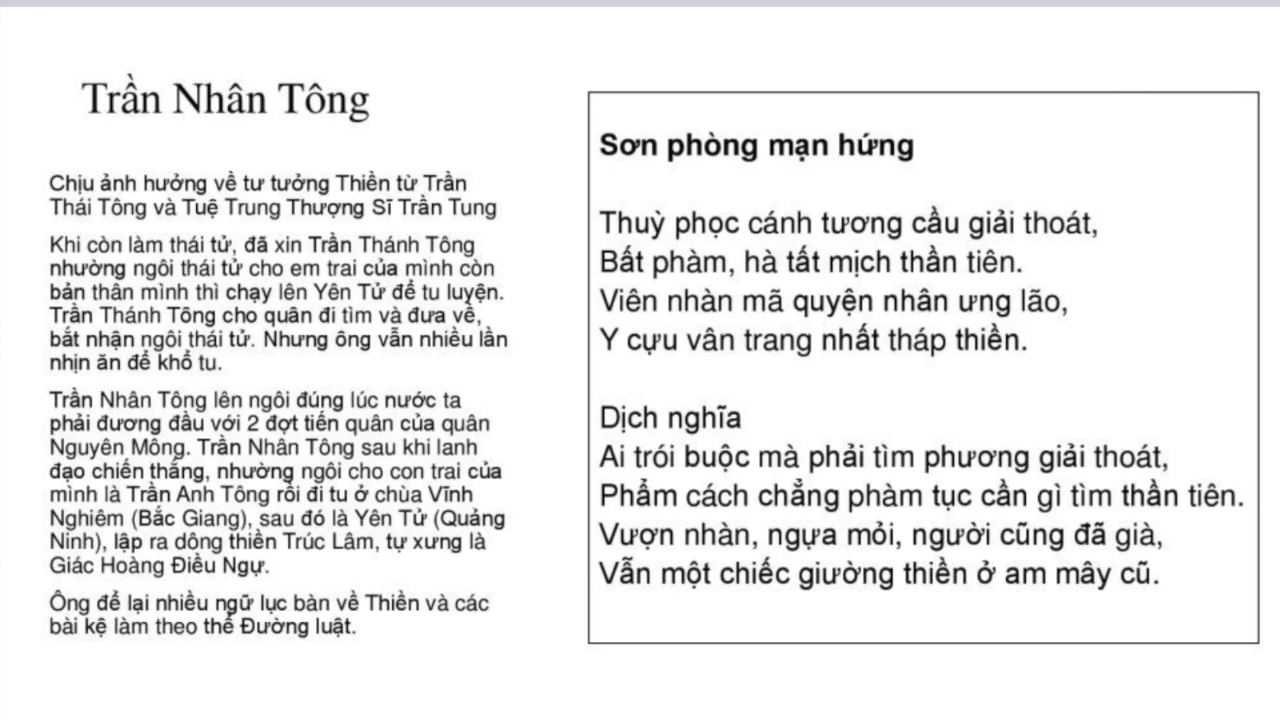 Trần Nhân Tông
Chịu ảnh hưởng về tư tưởng Thiền từ Trần
Thái Tông và Tuệ Trung Thượng Sĩ Trần Tung
Khi còn làm thái tử, đã xin Trần Thánh Tông
nhường ngôi thái tử cho em trai của mình còn
bản thân mình thì chạy lên Yên Tử để tu luyện.
Trần Thánh Tông cho quân đi tìm và đưa về,
bắt nhận ngôi thái tử. Nhưng ông vẫn nhiều lần
nhịn ăn để khổ tu.
Trần Nhân Tông lên ngôi đúng lúc nước ta
phải đương đầu với 2 đợt tiến quân của quân
Nguyên Mông. Trần Nhân Tông sau khi lanh
đạo chiến thắng, nhường ngôi cho con trai của
mình là Trần Anh Tông rồi đi tu ở chùa Vĩnh
Nghiêm (Bắc Giang), sau đó là Yên Tử (Quảng
Ninh), lập ra dông thiền Trúc Lâm, tự xưng là
Giác Hoàng Điều Ngự.
Ông để lại nhiều ngữ lục bàn về Thiền và các
bài kệ làm theo thể Đường luật.
Sơn phòng mạn hứng
Thuỳ phọc cánh tương cầu giải thoát,
Bất phàm, hà tất mịch thần tiên.
Viên nhàn mã quyện nhân ưng lão,
Y cựu vân trang nhất tháp thiền.
Dịch nghĩa
Ai trói buộc mà phải tìm phương giải thoát,
Phẩm cách chẳng phàm tục cần gì tìm thần tiên.
Vượn nhàn, ngựa mỏi, người cũng đã già,
Vẫn một chiếc giường thiền ở am mây cũ.